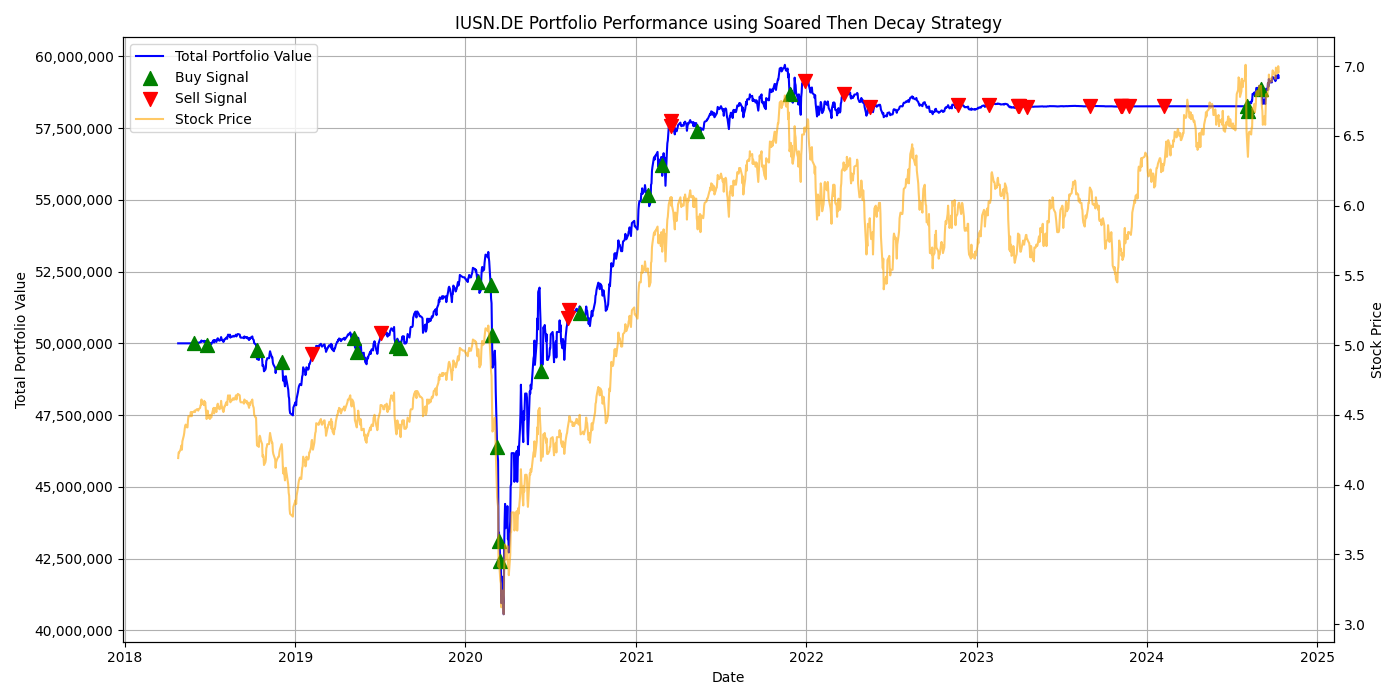 IUSN.DE Portfolio Performance using Soared Then Decay Strategy
Total Portfolio Value
Buy Signal
Sell Signal
Stock Price
60,000,000
57,500,000
55,000,000
52,500,000
50,000,000
47,500,000
45,000,000
42,500,000
40,000,000
Total Portfolio Value
7.0
6.5
6.0
5.5
5.0
4.5
4.0
3.5
3.0
Stock Price
2018 2019 2020 2021 2022 2023 2024 2025
Date